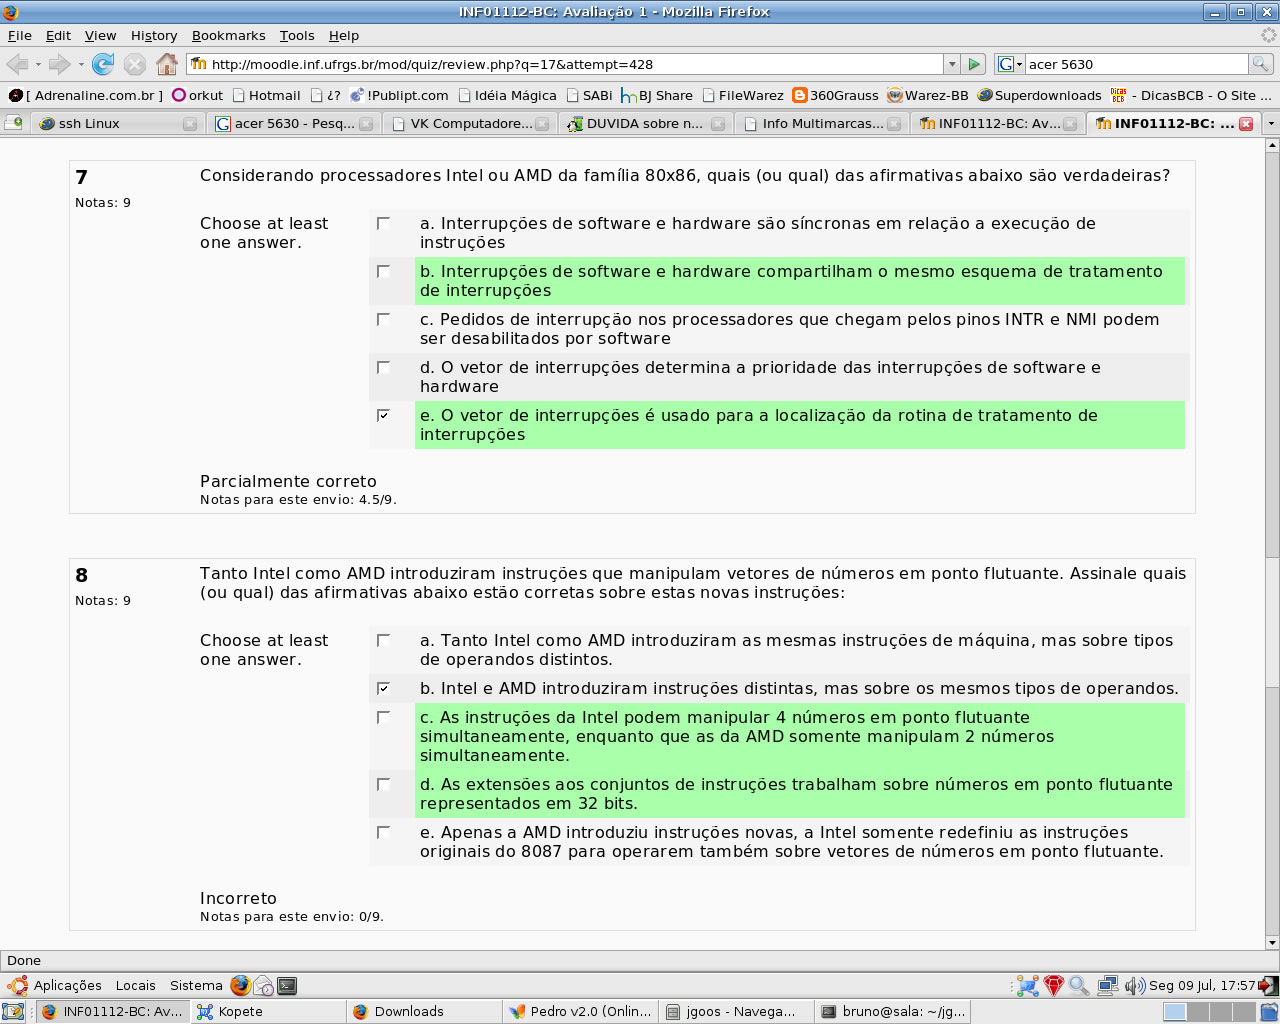 INF01112-BC: Avaliação 1 - Mozilla Firefox
File Edit View History Bookmarks Tools Help
http://moodle.inf.ufrgs.br/mod/quiz/review.php?q=17&attempt=428
acer 5630
[ Adrenaline.com.br ] orkut Hotmail ¿? !Publipt.com Idéia Mágica SABi BJ Share FileWarez 360Grauss Warez-BB Superdownloads - DicasBCB - O Site ...
ssh Linux acer 5630 - Pesq... VK Computadore... DUVIDA sobre n... Info Multimarcas... INF01112-BC: Av... INF01112-BC: ...
7
Notas: 9
Considerando processadores Intel ou AMD da família 80x86, quais (ou qual) das afirmativas abaixo são verdadeiras?
Choose at least
one answer.
a. Interrupções de software e hardware são síncronas em relação a execução de
instruções
b. Interrupções de software e hardware compartilham o mesmo esquema de tratamento
de interrupções
c. Pedidos de interrupção nos processadores que chegam pelos pinos INTR e NMI podem
ser desabilitados por software
d. O vetor de interrupções determina a prioridade das interrupções de software e
hardware
e. O vetor de interrupções é usado para a localização da rotina de tratamento de
interrupções
Parcialmente correto
Notas para este envio: 4.5/9.
8
Notas: 9
Tanto Intel como AMD introduziram instruções que manipulam vetores de números em ponto flutuante. Assinale quais
(ou qual) das afirmativas abaixo estão corretas sobre estas novas instruções:
Choose at least
one answer.
a. Tanto Intel como AMD introduziram as mesmas instruções de máquina, mas sobre tipos
de operandos distintos.
b. Intel e AMD introduziram instruções distintas, mas sobre os mesmos tipos de operandos.
c. As instruções da Intel podem manipular 4 números em ponto flutuante
simultaneamente, enquanto que as da AMD somente manipulam 2 números
simultaneamente.
d. As extensões aos conjuntos de instruções trabalham sobre números em ponto flutuante
representados em 32 bits.
e. Apenas a AMD introduziu instruções novas, a Intel somente redefiniu as instruções
originais do 8087 para operarem também sobre vetores de números em ponto flutuante.
Incorreto
Notas para este envio: 0/9.
Done
Aplicações Locais Sistema
Seg 09 Jul, 17:57
INF01112-BC: Av... Kopete Downloads Pedro v2.0 (Onlin... jgoos - Navega... bruno@sala: ~/jg...